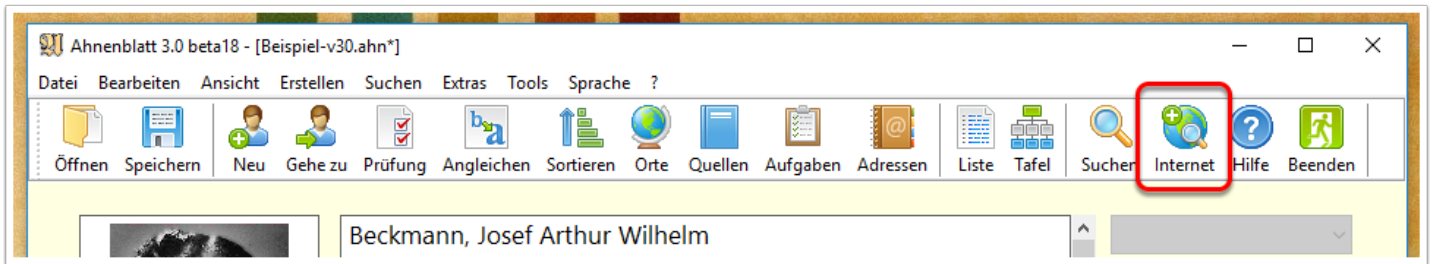 Ahnenblatt 3.0 beta18 - [Beispiel-v30.ahn*]
Datei Bearbeiten Ansicht Erstellen Suchen Extras Tools Sprache ?
Öffnen Speichern Neu Gehe zu Prüfung Angleichen Sortieren Orte Quellen Aufgaben Adressen Liste Tafel Suchen Internet Hilfe Beenden
Beckmann, Josef Arthur Wilhelm